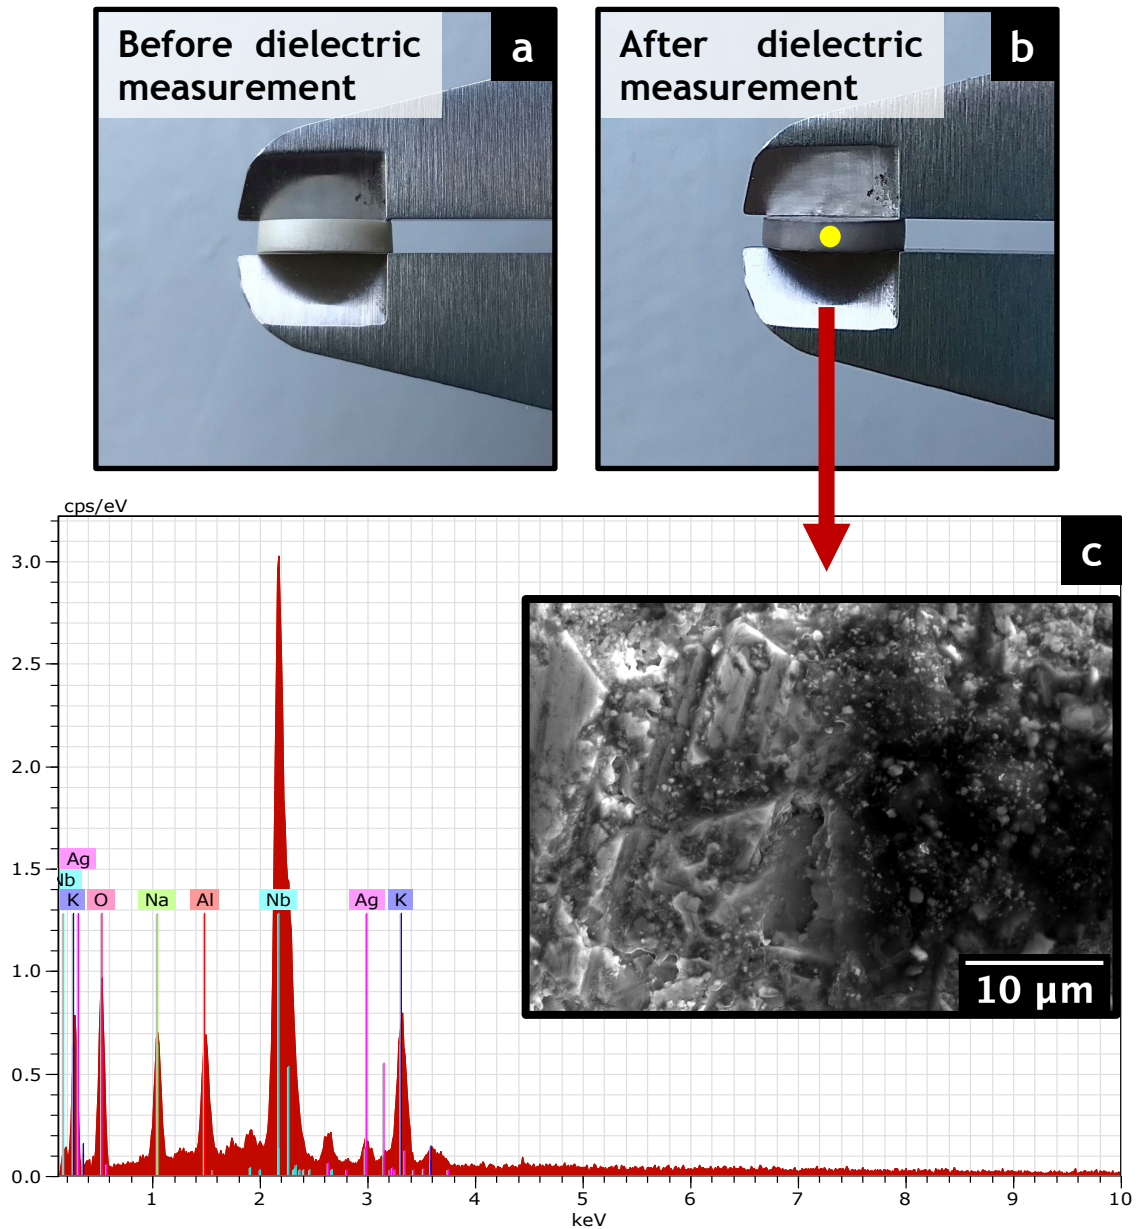 Before dielectric
measurement
a
After dielectric
measurement
b
cps/eV
c
3.0
2.5
2.0
1.5
1.0
0.5
0.0
Ag
Nb
K O Na Al Nb Ag K
10 µm
1 2 3 4 5 6 7 8 9 10
keV